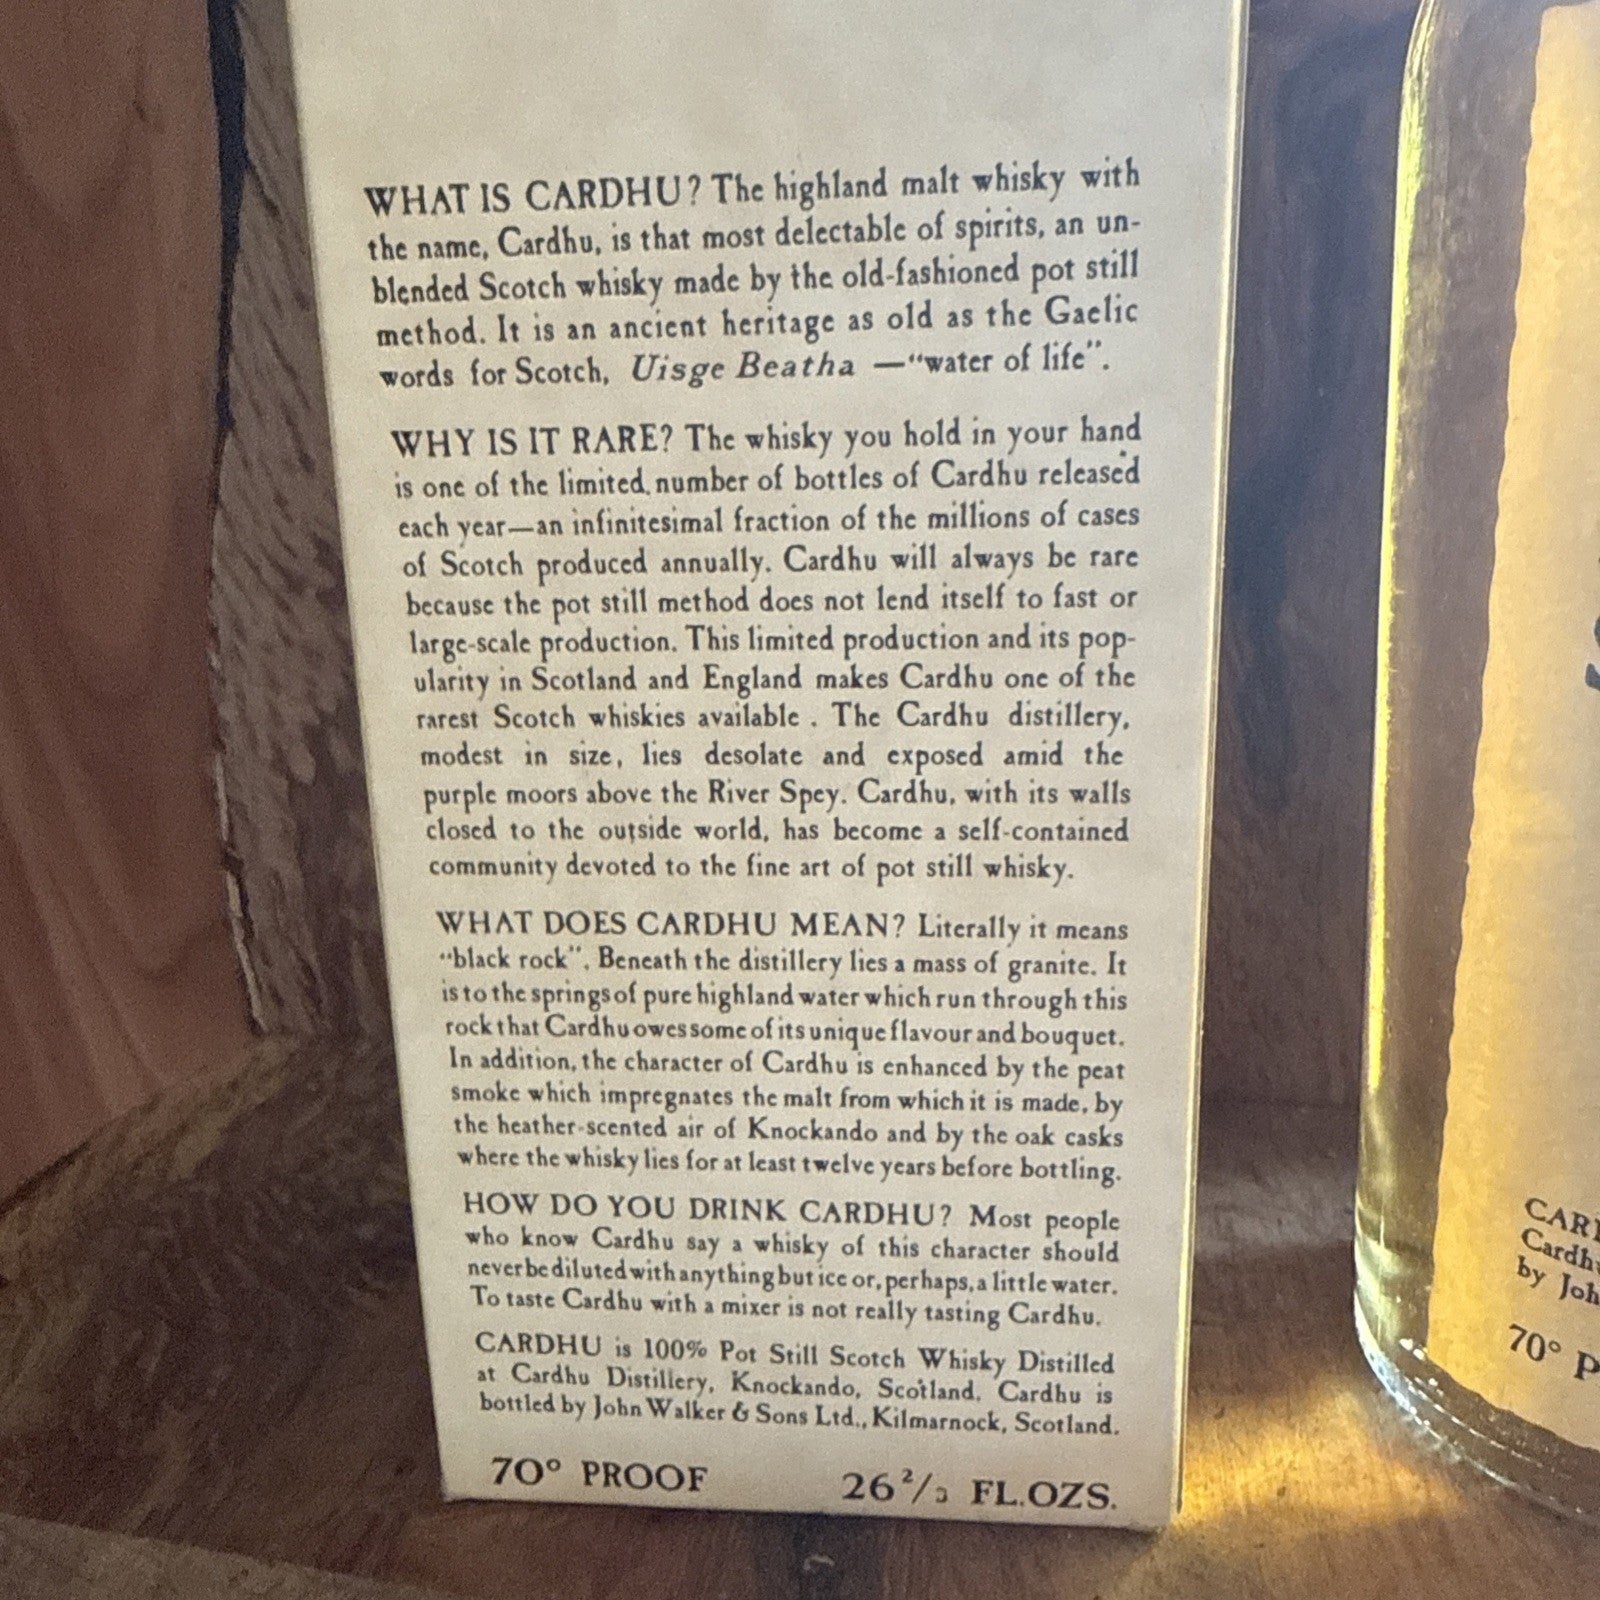 WHAT IS CARDHU? The highland malt whisky with
the name, Cardhu, is that most delectable of spirits, an un-
blended Scotch whisky made by the old-fashioned pot still
method. It is an ancient heritage as old as the Gaelic
words for Scotch, Uisge Beatha —“water of life”.
WHY IS IT RARE? The whisky you hold in your hand
is one of the limited number of bottles of Cardhu released
each year—an infinitesimal fraction of the millions of cases
of Scotch produced annually. Cardhu will always be rare
because the pot still method does not lend itself to fast or
large-scale production. This limited production and its pop-
ularity in Scotland and England makes Cardhu one of the
rarest Scotch whiskies available . The Cardhu distillery,
modest in size, lies desolate and exposed amid the
purple moors above the River Spey. Cardhu, with its walls
closed to the outside world, has become a self-contained
community devoted to the fine art of pot still whisky.
WHAT DOES CARDHU MEAN? Literally it means
“black rock”. Beneath the distillery lies a mass of granite. It
is to the springs of pure highland water which run through this
rock that Cardhu owes some of its unique flavour and bouquet.
In addition, the character of Cardhu is enhanced by the peat
smoke which impregnates the malt from which it is made, by
the heather-scented air of Knockando and by the oak casks
where the whisky lies for at least twelve years before bottling.
HOW DO YOU DRINK CARDHU? Most people
who know Cardhu say a whisky of this character should
never be diluted with anything but ice or, perhaps, a little water.
To taste Cardhu with a mixer is not really tasting Cardhu.
CARDHU is 100% Pot Still Scotch Whisky Distilled
at Cardhu Distillery, Knockando, Scotland. Cardhu is
bottled by John Walker & Sons Ltd., Kilmarnock, Scotland.
70° PROOF 26 2/3 FL.OZS.
Cardhu
by
70°